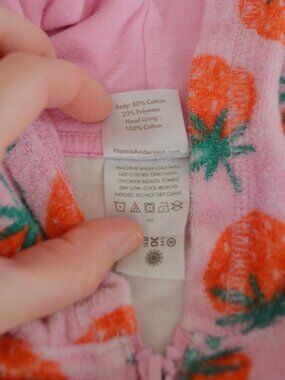 Body: 80% Cotton
20% Polyester
Hood Lining:
100% Cotton
HannaAndersson.com
MACHINE WASH COLD WITH
LIKE COLORS, ONLY NON-
CHLORINE BLEACH, TUMBLE
DRY LOW. COOL IRON AS
NEEDED. DO NOT DRY CLEAN.